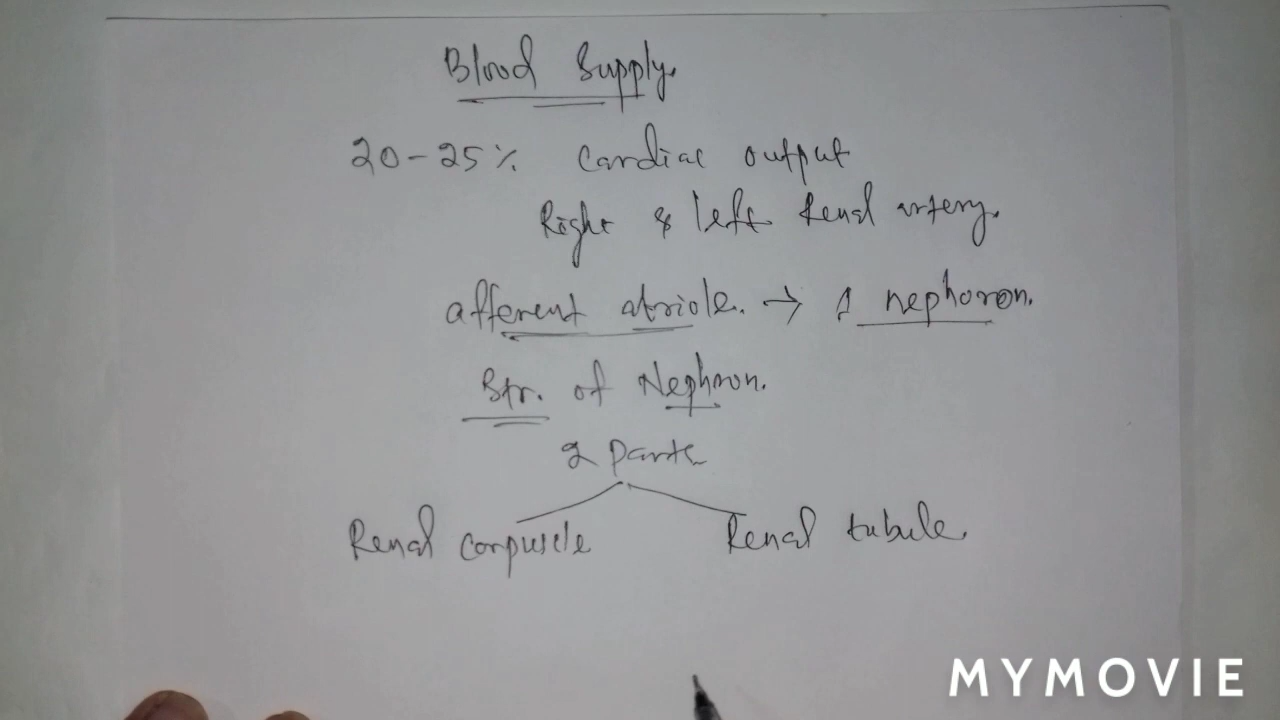 Blood Supply.
20-25% Cardiac output
Right & left Renal artery.
afferent atriole. → 1 nephoron.
Str. of Nephron.
2 Parts
Renal corpuscle Renal tubule.
MYMOVIE